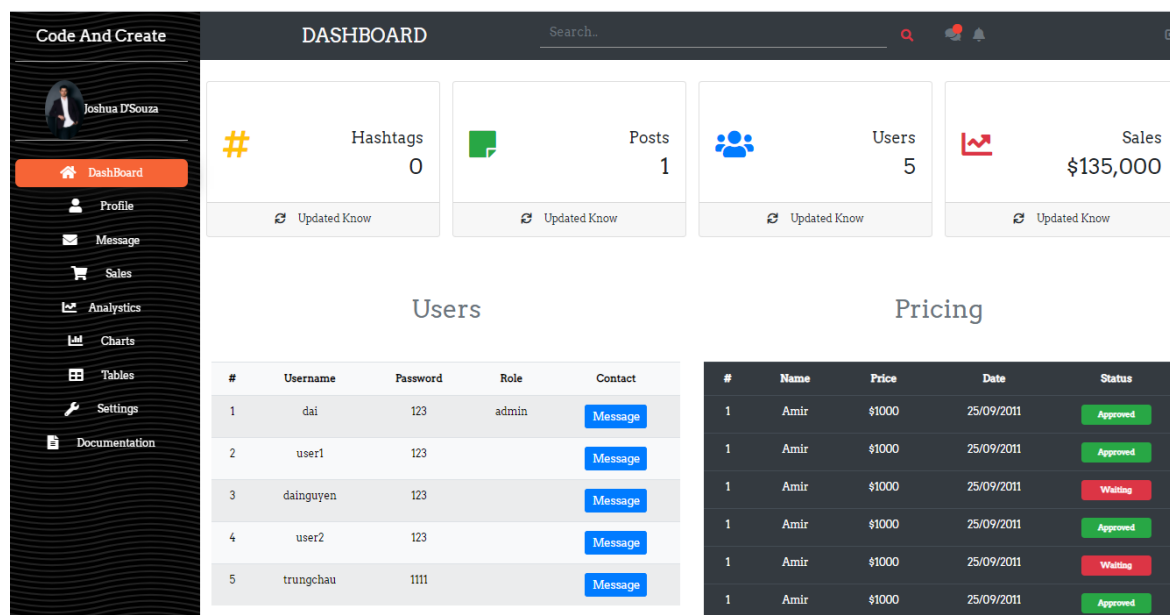 Code And Create
DASHBOARD
Search..
Joshua D'Souza
DashBoard
Profile
Message
Sales
Analystics
Charts
Tables
Settings
Documentation
Hashtags
0
Updated Know
Posts
1
Updated Know
Users
5
Updated Know
Sales
$135,000
Updated Know
Users
# Username Password Role Contact
1 dai 123 admin Message
2 user1 123 Message
3 dainguyen 123 Message
4 user2 123 Message
5 trungchau 1111 Message
Pricing
# Name Price Date Status
1 Amir $1000 25/09/2011 Approved
1 Amir $1000 25/09/2011 Approved
1 Amir $1000 25/09/2011 Waiting
1 Amir $1000 25/09/2011 Approved
1 Amir $1000 25/09/2011 Waiting
1 Amir $1000 25/09/2011 Approved